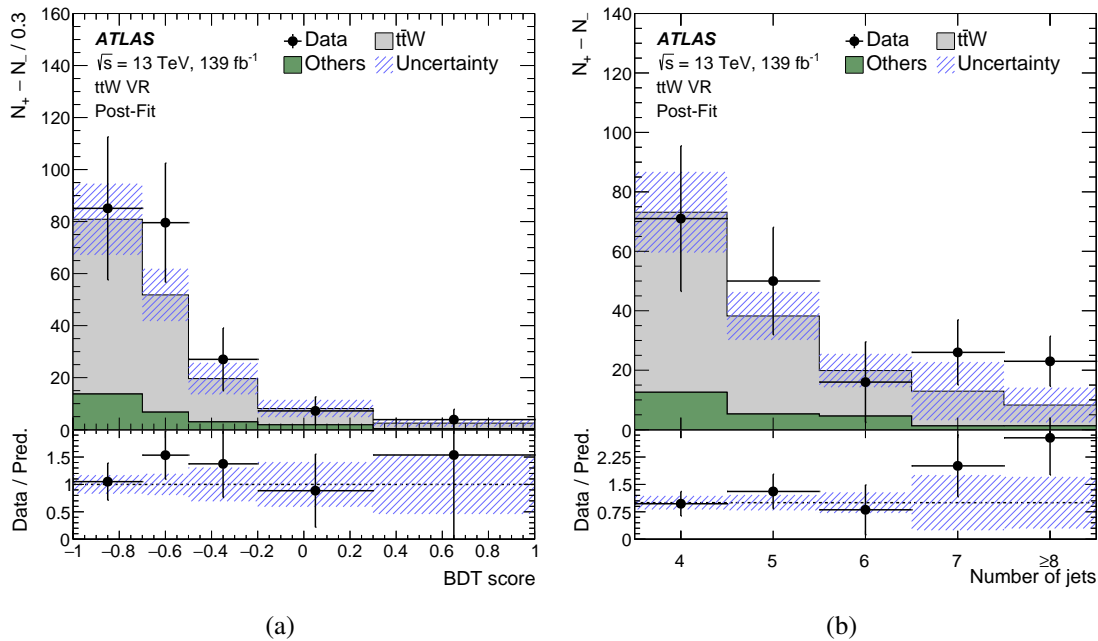 N₊ − N₋ / 0.3
160
140
120
100
80
60
40
20
0
ATLAS
√s = 13 TeV, 139 fb⁻¹
ttW VR
Post-Fit
Data
tt̄W
Others
Uncertainty
Data / Pred.
1.5
1
0.5
0
−1 −0.8 −0.6 −0.4 −0.2 0 0.2 0.4 0.6 0.8 1
BDT score
(a)
N₊ − N₋
140
120
100
80
60
40
20
0
ATLAS
√s = 13 TeV, 139 fb⁻¹
ttW VR
Post-Fit
Data
tt̄W
Others
Uncertainty
Data / Pred.
2.25
1.5
0.75
0
4 5 6 7 ≥8
Number of jets
(b)